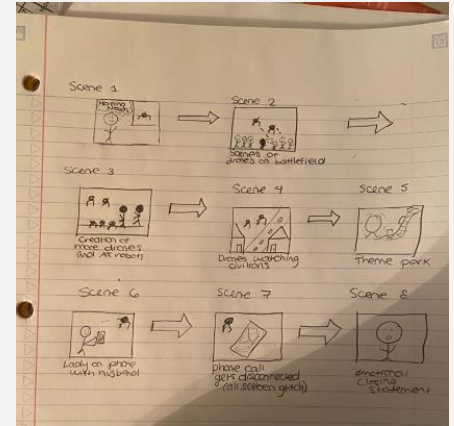 Scene 1
Morning
News
Scene 2
Scenes of
drones on battlefield
Scene 3
Creation of
more drones
and AI robots
Scene 4
Drones watching
civilians
Scene 5
Theme park
Scene 6
Lady on phone
with husband
Scene 7
phone call
gets disconnected
(all screen glitch)
Scene 8
emotional
closing
statement